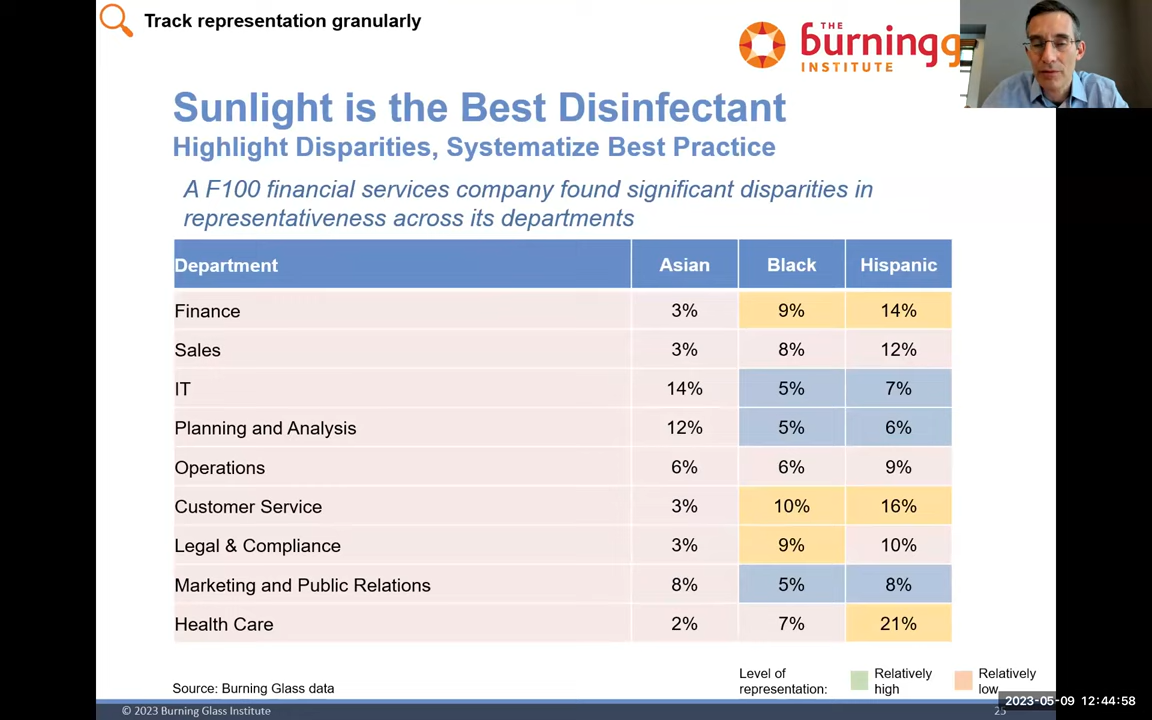 Track representation granularly
THE
burning
INSTITUTE
Sunlight is the Best Disinfectant
Highlight Disparities, Systematize Best Practice
A F100 financial services company found significant disparities in
representativeness across its departments
Department Asian Black Hispanic
Finance 3% 9% 14%
Sales 3% 8% 12%
IT 14% 5% 7%
Planning and Analysis 12% 5% 6%
Operations 6% 6% 9%
Customer Service 3% 10% 16%
Legal & Compliance 3% 9% 10%
Marketing and Public Relations 8% 5% 8%
Health Care 2% 7% 21%
Source: Burning Glass data
Level of
representation:
Relatively
high
Relatively
low
© 2023 Burning Glass Institute
2023-05-09 12:44:58